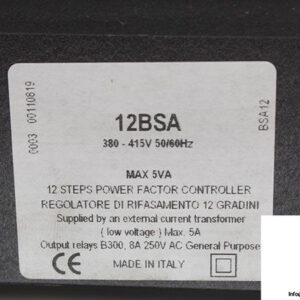 0003 00110819
12BSA
380 - 415V 50/60Hz
BSA12
MAX 5VA
12 STEPS POWER FACTOR CONTROLLER
REGOLATORE DI RIFASAMENTO 12 GRADINI
Supplied by an external current transformer
( low voltage ) Max. 5A
Output relays B300, 8A 250V AC General Purpose
CE MADE IN ITALY